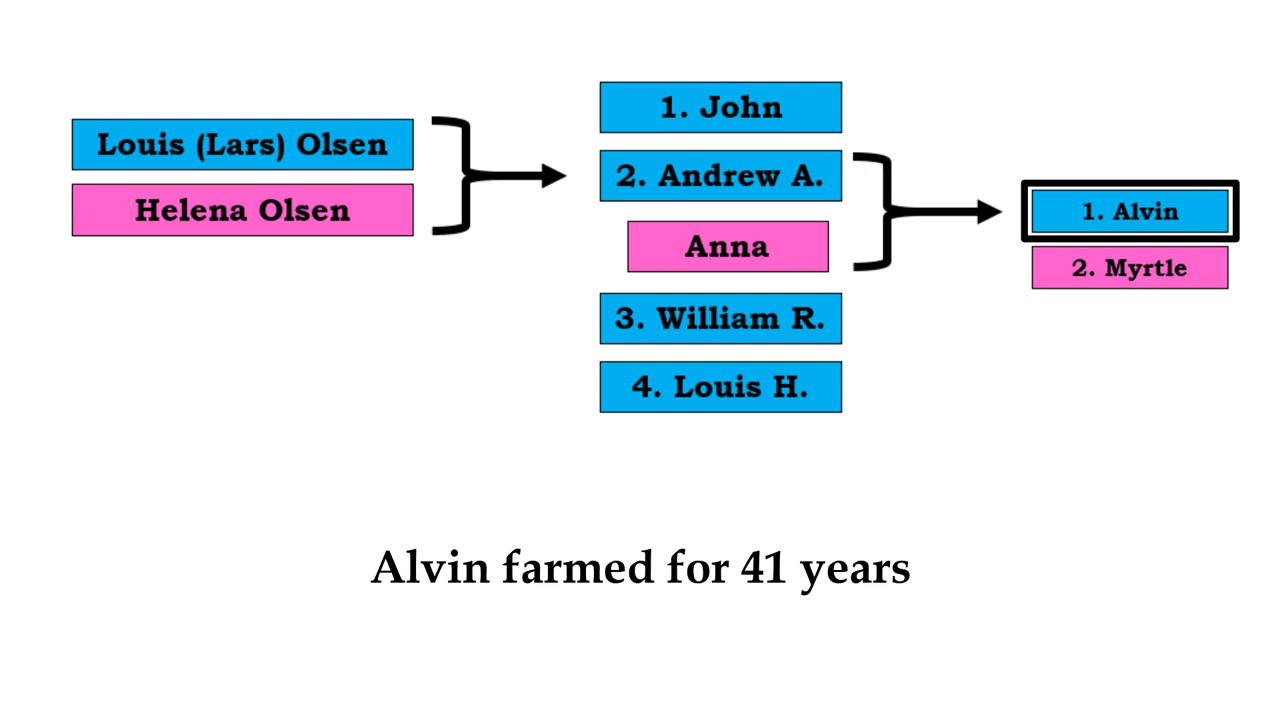 Louis (Lars) Olsen
Helena Olsen
1. John
2. Andrew A.
Anna
3. William R.
4. Louis H.
1. Alvin
2. Myrtle
Alvin farmed for 41 years